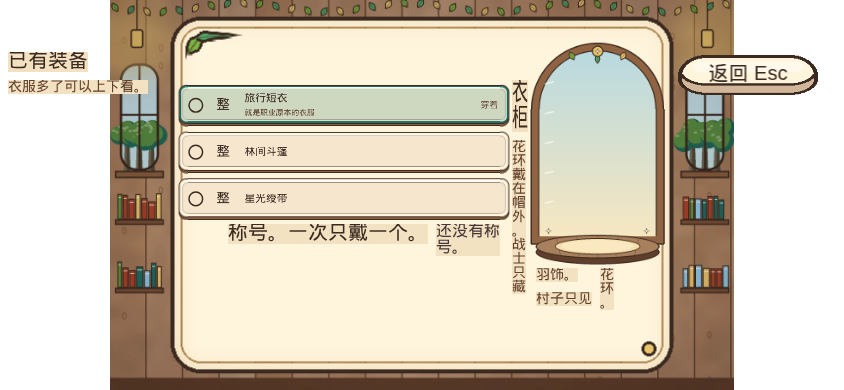 已有装备
衣服多了可以上下看。
返回 Esc
整 旅行短衣 穿着
就是职业原本的衣服
整 林间斗篷
整 星光绶带
称号。一次只戴一个。
还没有称号。
衣柜
花环戴在帽外。战士只藏
羽饰。
村子只见
花环。